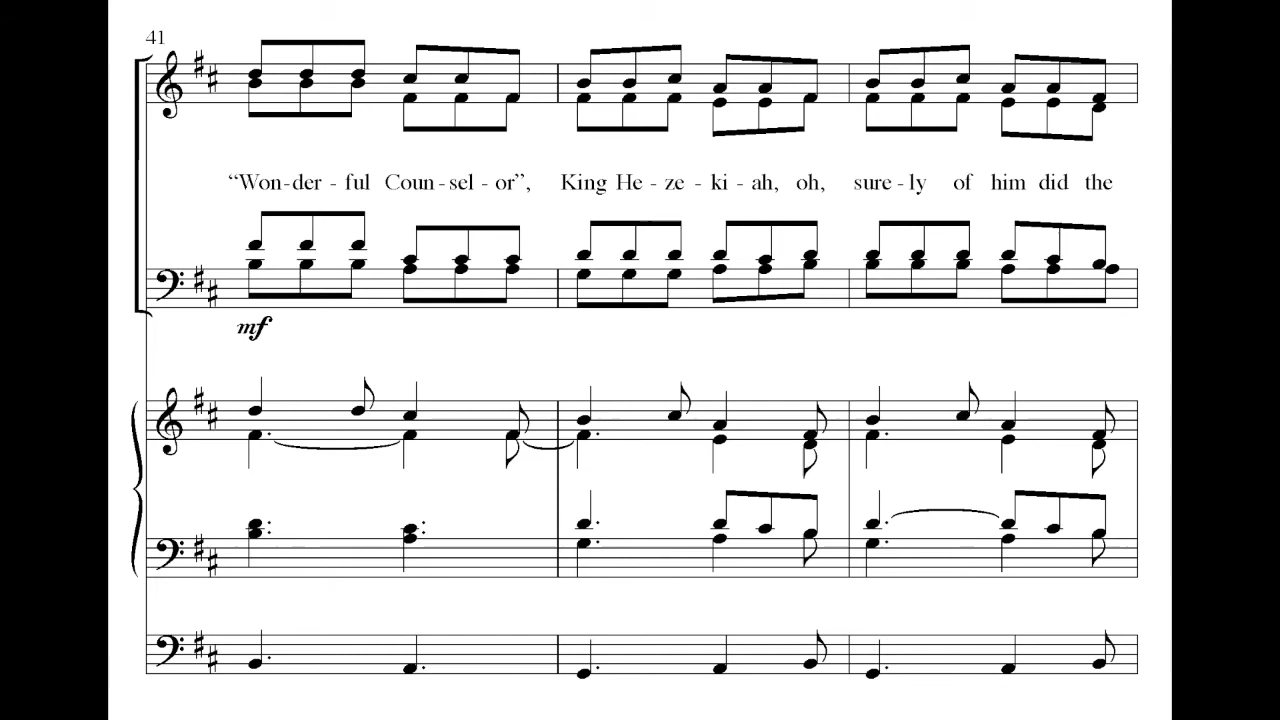 41
“Won-der-ful Coun-sel-or”, King He-ze-ki-ah, oh, sure-ly of him did the
mf